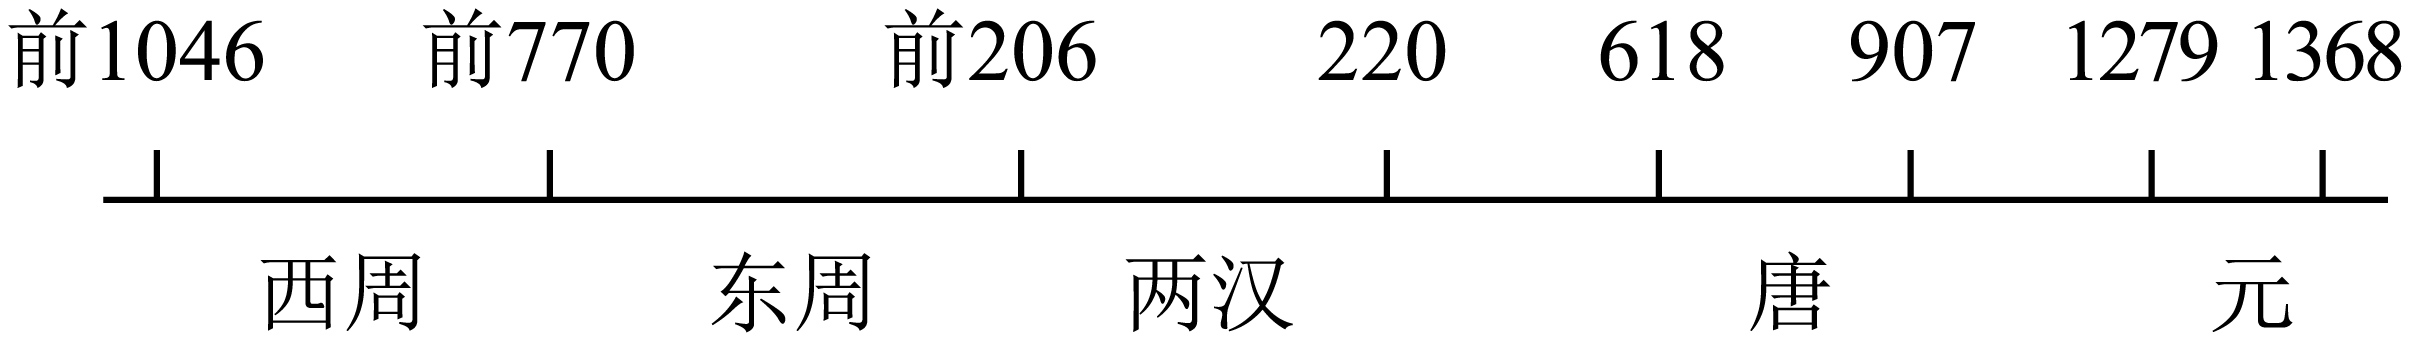 前1046 前770 前206 220 618 907 1279 1368
西周 东周 两汉 唐 元